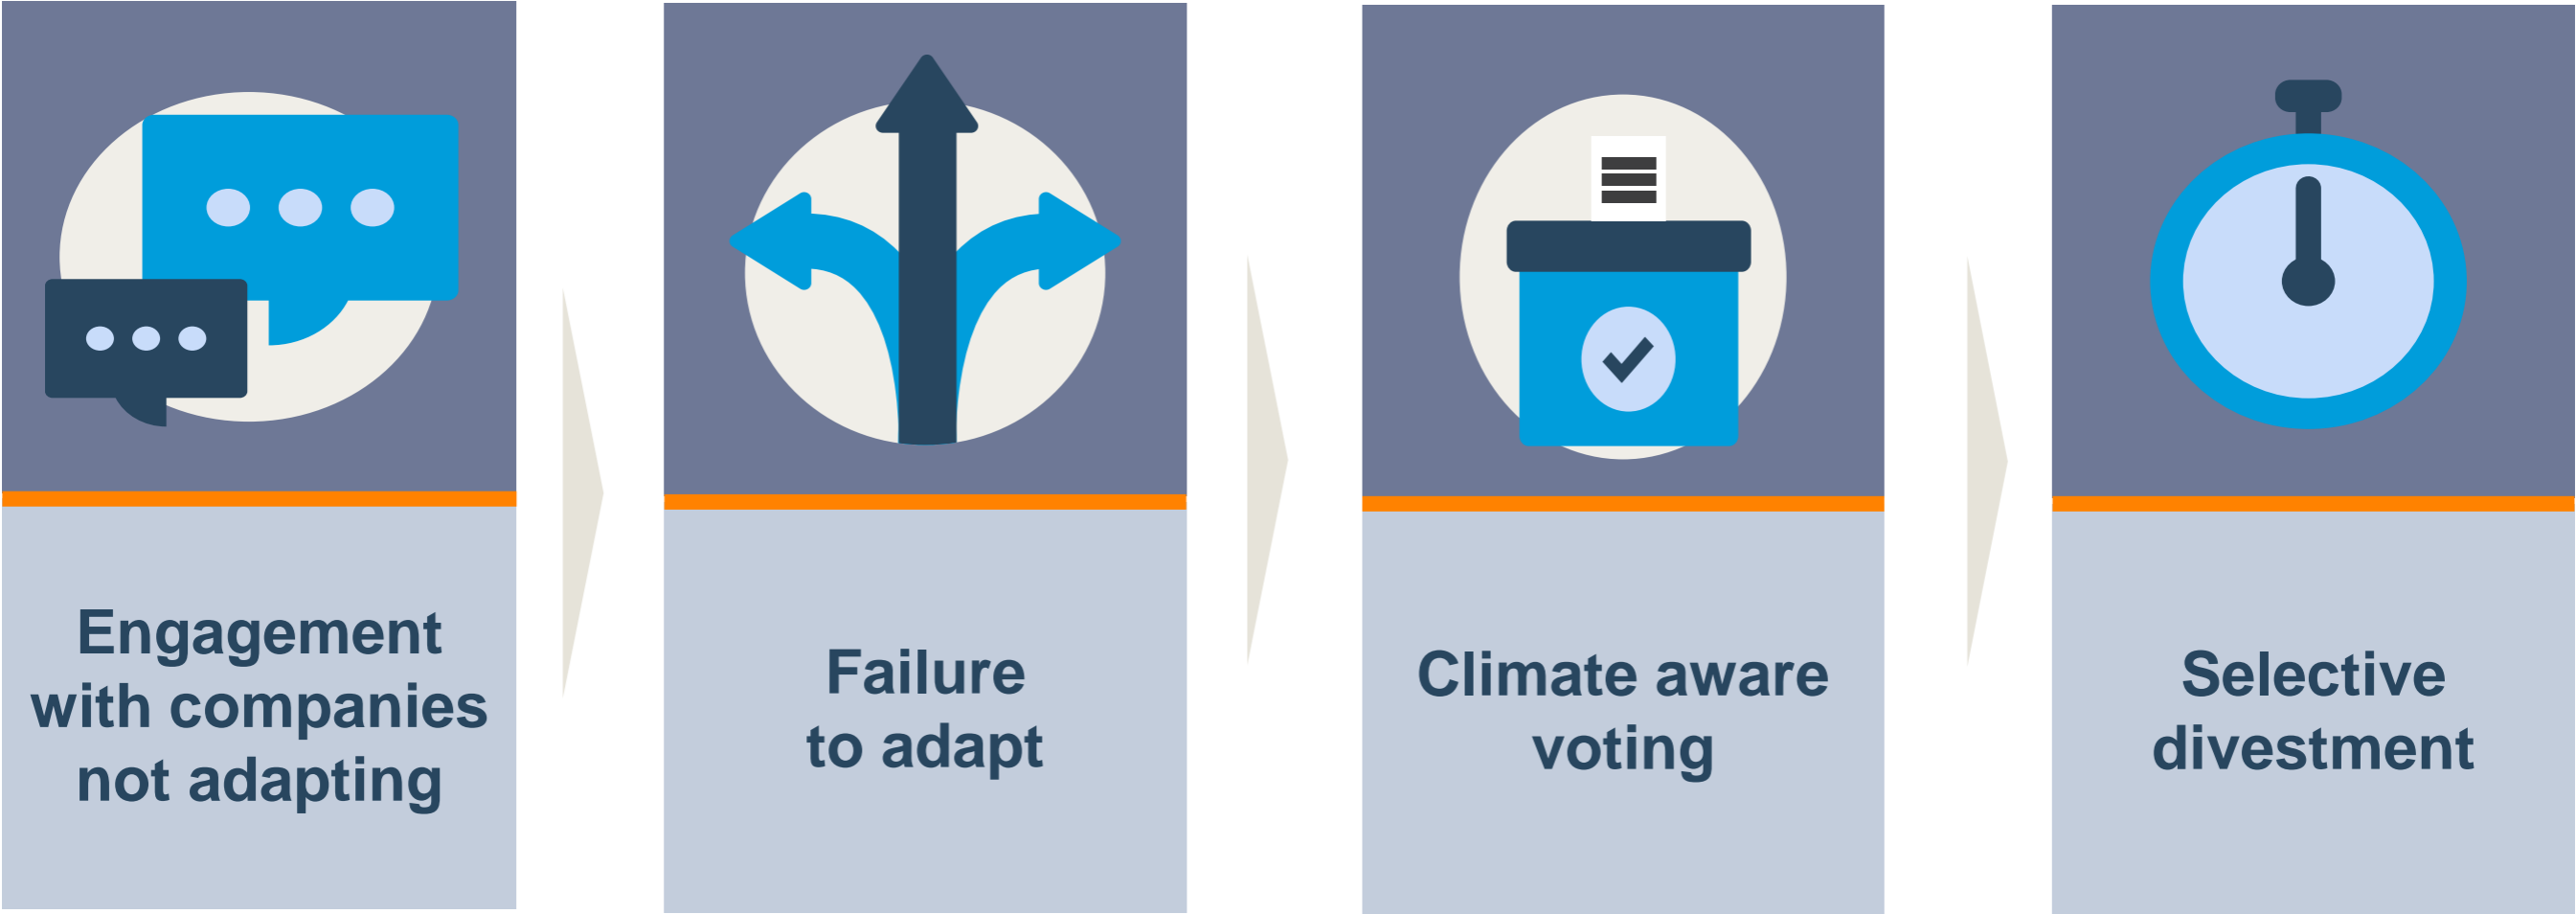 Engagement
with companies
not adapting
Failure
to adapt
Climate aware
voting
Selective
divestment